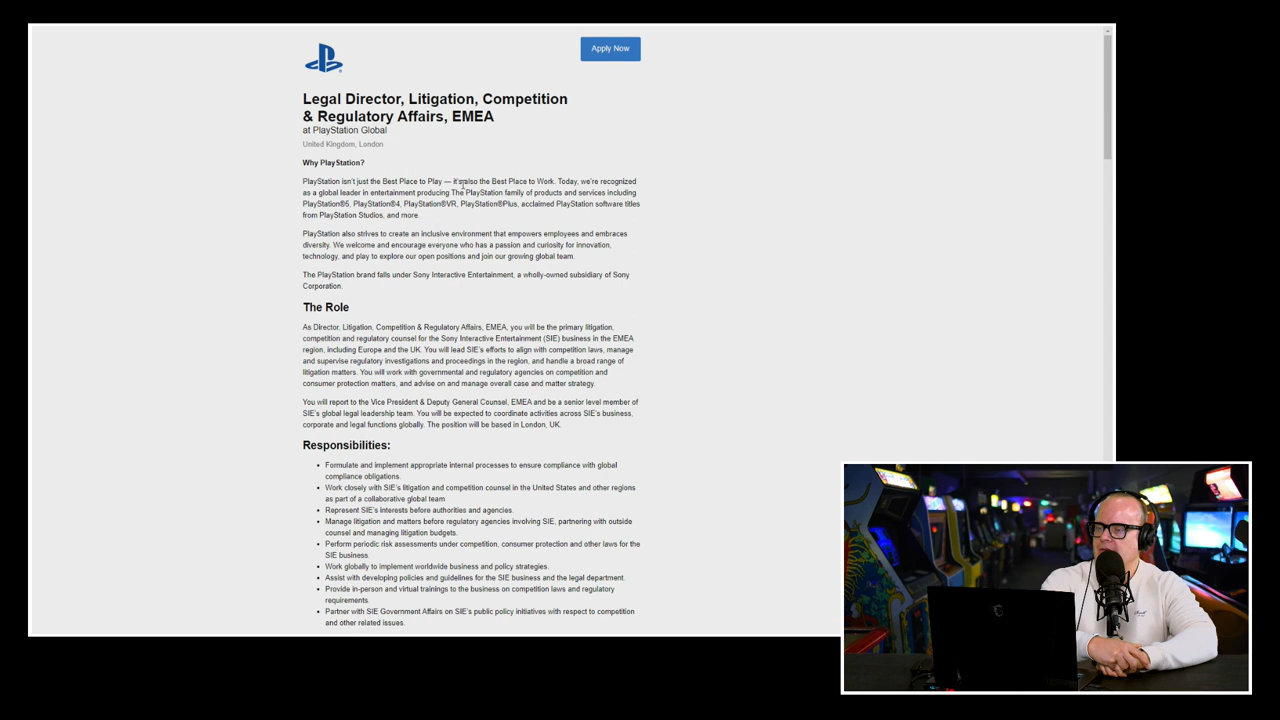 Apply Now
Legal Director, Litigation, Competition
& Regulatory Affairs, EMEA
at PlayStation Global
United Kingdom, London
Why PlayStation?
PlayStation isn't just the Best Place to Play — it's also the Best Place to Work. Today, we're recognized
as a global leader in entertainment producing The PlayStation family of products and services including
PlayStation®5, PlayStation®4, PlayStation®VR, PlayStation®Plus, acclaimed PlayStation software titles
from PlayStation Studios, and more.
PlayStation also strives to create an inclusive environment that empowers employees and embraces
diversity. We welcome and encourage everyone who has a passion and curiosity for innovation,
technology, and play to explore our open positions and join our growing global team.
The PlayStation brand falls under Sony Interactive Entertainment, a wholly-owned subsidiary of Sony
Corporation.
The Role
As Director, Litigation, Competition & Regulatory Affairs, EMEA, you will be the primary litigation,
competition and regulatory counsel for the Sony Interactive Entertainment (SIE) business in the EMEA
region, including Europe and the UK. You will lead SIE's efforts to align with competition laws, manage
and supervise regulatory investigations and proceedings in the region, and handle a broad range of
litigation matters. You will work with governmental and regulatory agencies on competition and
consumer protection matters, and advise on and manage overall case and matter strategy.
You will report to the Vice President & Deputy General Counsel, EMEA and be a senior level member of
SIE's global legal leadership team. You will be expected to coordinate activities across SIE's business,
corporate and legal functions globally. The position will be based in London, UK.
Responsibilities:
• Formulate and implement appropriate internal processes to ensure compliance with global
compliance obligations.
• Work closely with SIE's litigation and competition counsel in the United States and other regions
as part of a collaborative global team
• Represent SIE's interests before authorities and agencies.
• Manage litigation and matters before regulatory agencies involving SIE, partnering with outside
counsel and managing litigation budgets.
• Perform periodic risk assessments under competition, consumer protection and other laws for the
SIE business.
• Work globally to implement worldwide business and policy strategies.
• Assist with developing policies and guidelines for the SIE business and the legal department.
• Provide in-person and virtual trainings to the business on competition laws and regulatory
requirements.
• Partner with SIE Government Affairs on SIE's public policy initiatives with respect to competition
and other related issues.